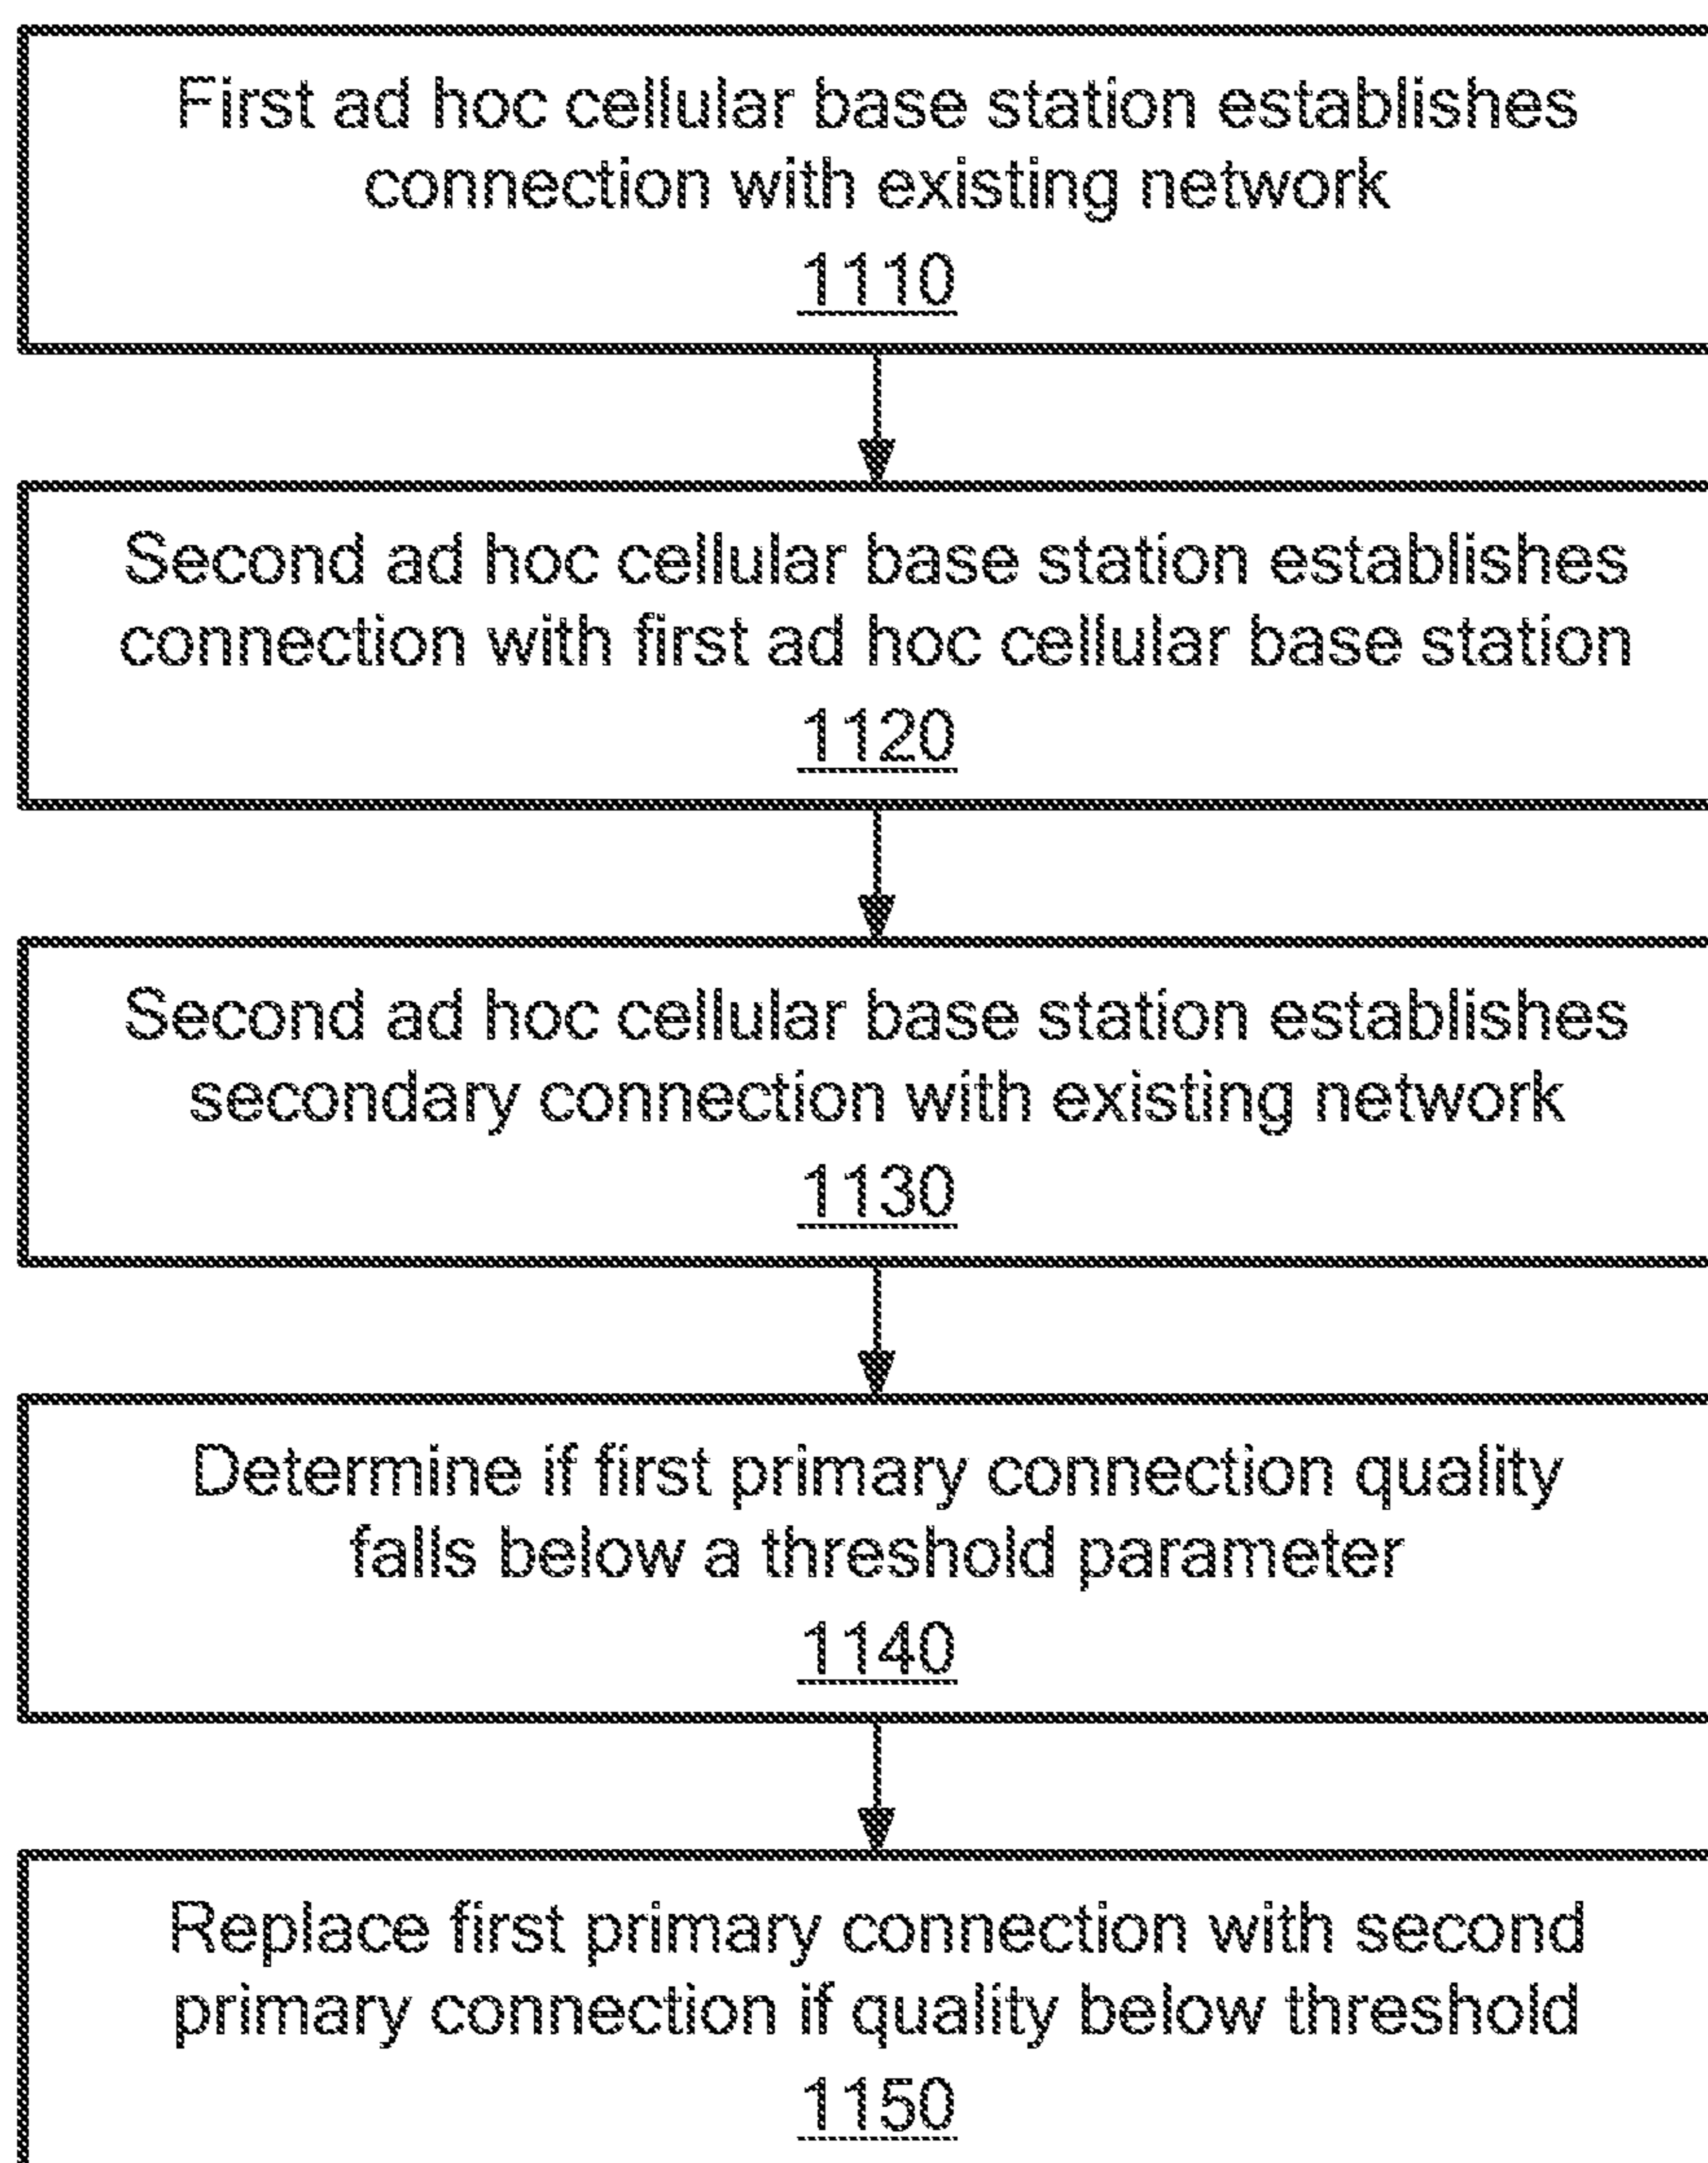 First ad hoc cellular base station establishes
connection with existing network
1110
Second ad hoc cellular base station establishes
connection with first ad hoc cellular base station
1120
Second ad hoc cellular base station establishes
secondary connection with existing network
1130
Determine if first primary connection quality
falls below a threshold parameter
1140
Replace first primary connection with second
primary connection if quality below threshold
1150